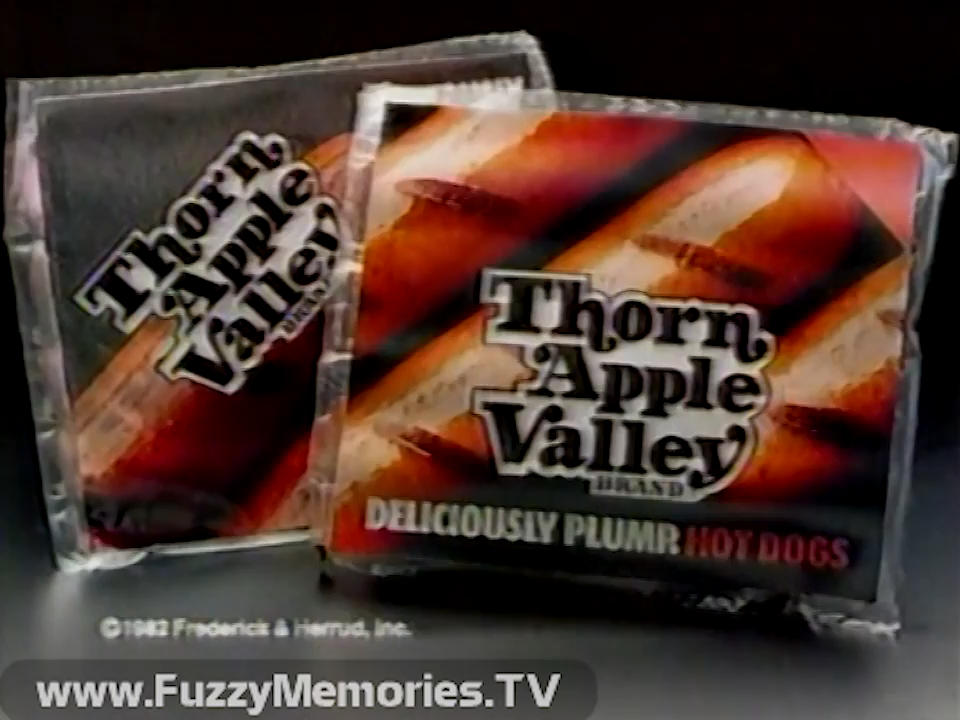 Thorn
Apple
Valley
BRAND
Thorn
Apple
Valley
BRAND
DELICIOUSLY PLUMP HOT DOGS
©1982 Frederick & Herrud, Inc.
www.FuzzyMemories.TV